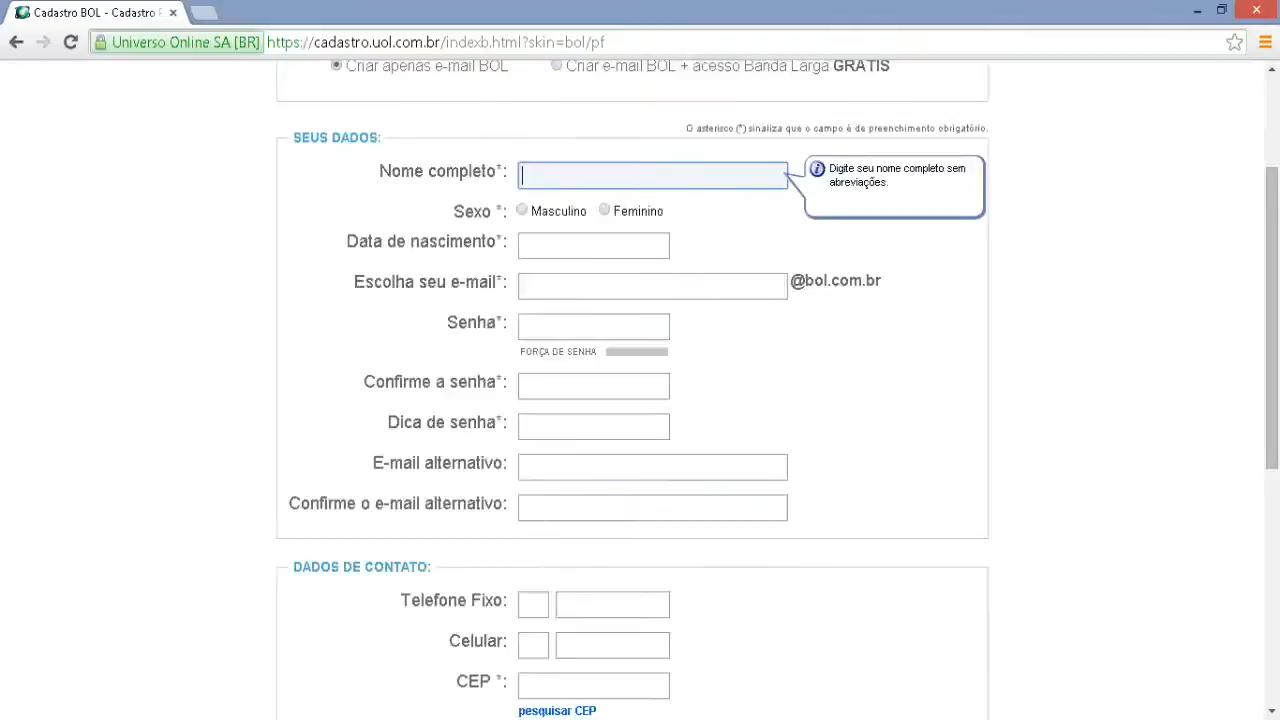 Cadastro BOL - Cadastro E
Universo Online SA [BR] https://cadastro.uol.com.br/indexb.html?skin=bol/pf
Criar apenas e-mail BOL Criar e-mail BOL + acesso Banda Larga GRATIS
O asterisco (*) sinaliza que o campo é de preenchimento obrigatório.
SEUS DADOS:
Nome completo*:
Digite seu nome completo sem
abreviações.
Sexo *: Masculino Feminino
Data de nascimento*:
Escolha seu e-mail*: @bol.com.br
Senha*:
FORÇA DE SENHA
Confirme a senha*:
Dica de senha*:
E-mail alternativo:
Confirme o e-mail alternativo:
DADOS DE CONTATO:
Telefone Fixo:
Celular:
CEP *:
pesquisar CEP